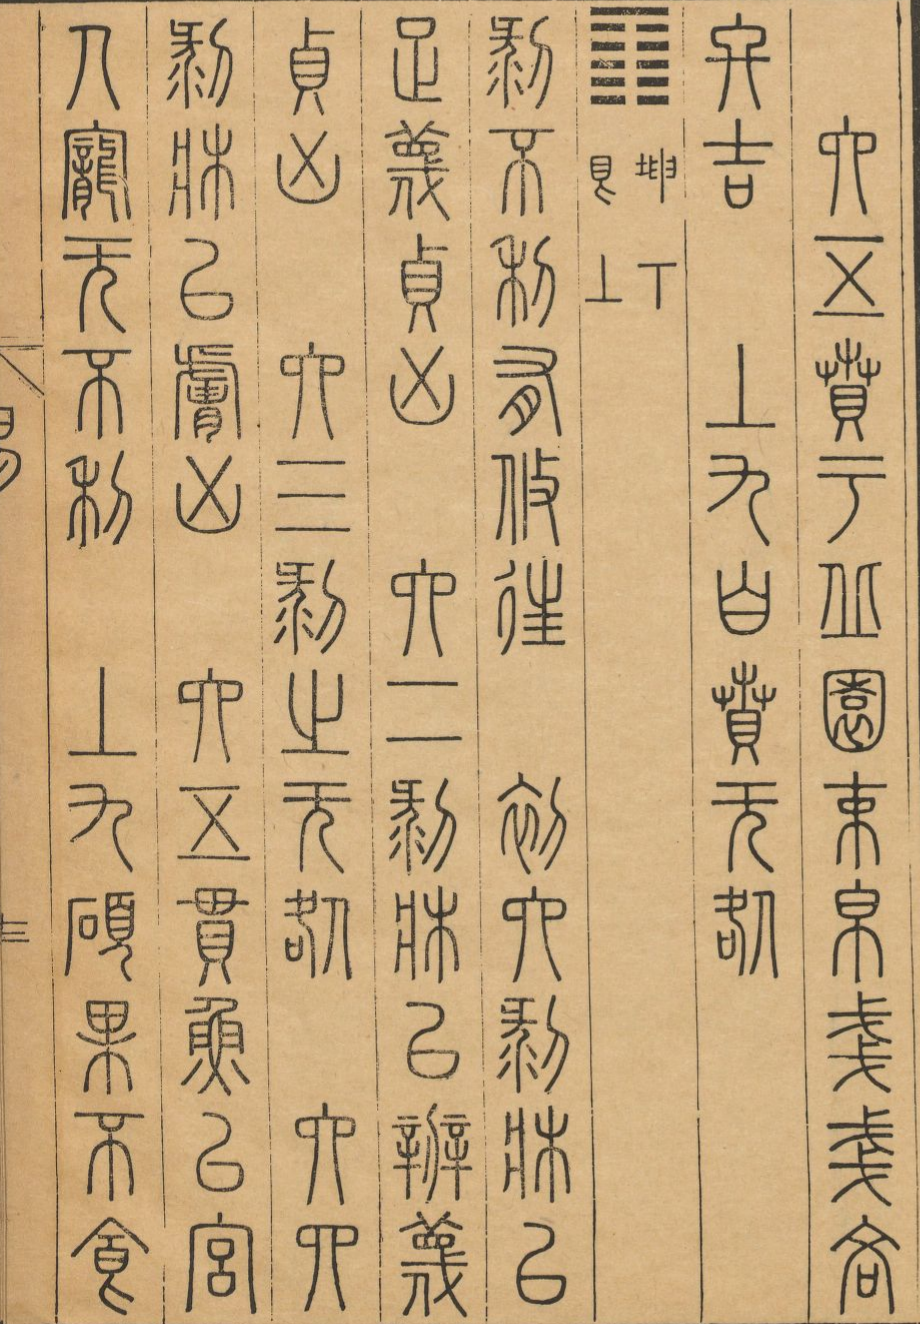 六五賁于丘園束帛戔戔吝
終吉　上九白賁无咎
䷖坤下艮上
剝不利有攸往　初六剝牀以
足蔑貞凶　六二剝牀以辨蔑
貞凶　六三剝之无咎　六四
剝牀以膚凶　六五貫魚以宮
人寵无不利　上九碩果不食